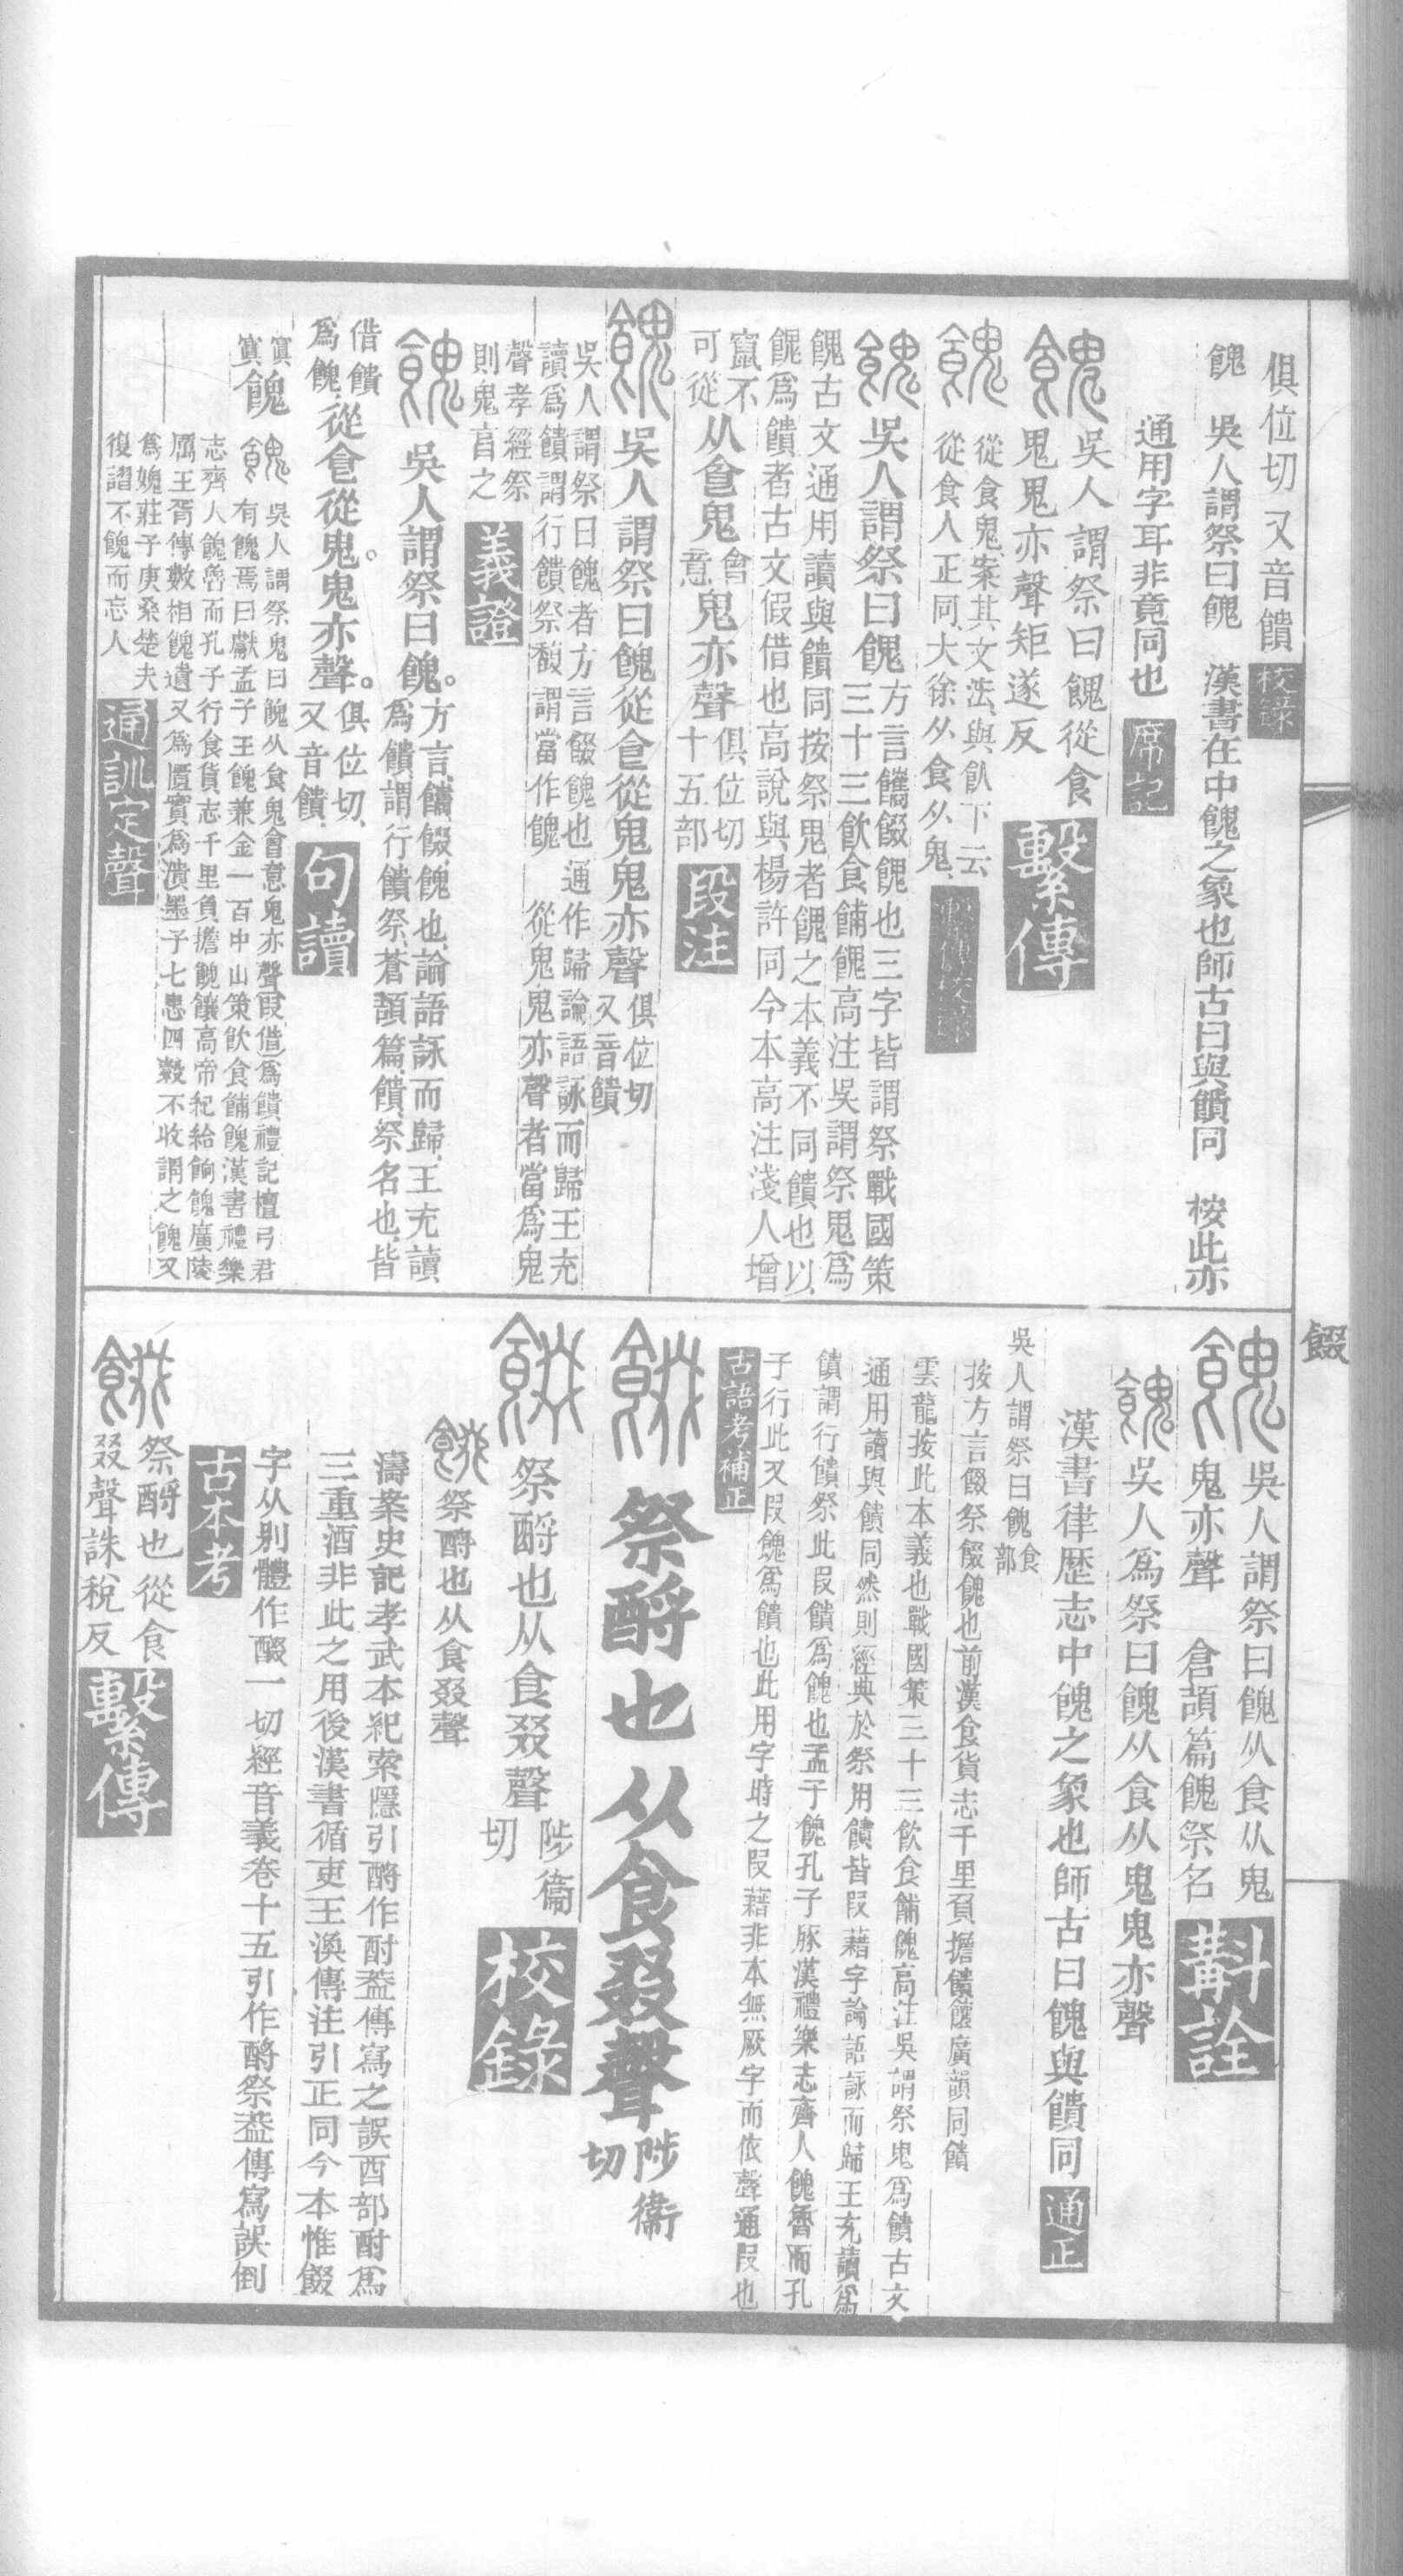 俱位切又音饋 校錄
餽 吳人謂祭曰餽 漢書在中餽之象也師古曰與饋同 桉此亦
通用字耳非竟同也 席記
餽 吳人謂祭曰餽從食
鬼鬼亦聲矩遂反 繫傳
餽 從食鬼案其文法與飤下云
從食人正同大徐从食从鬼
餽 吳人謂祭曰餽 方言饟餟餽也三字皆謂祭戰國策
三十三飲食餔餽高注吳謂祭鬼爲
餽古文通用讀與饋同按祭鬼者餽之本義不同饋也以
餽爲饋者古文假借也高說與楊許同今本高注淺人增
竄不
可從
从食鬼 會
意 鬼亦聲 俱位切
十五部 段注
餽 吳人謂祭曰餽從食從鬼鬼亦聲 俱位切
又音饋
吳人謂祭曰餽者方言餟餽也通作歸論語詠而歸王充
讀爲饋謂行饋祭馥謂當作餽 從鬼鬼亦聲者當爲鬼
聲孝經祭
則鬼亯之 義證
餽 吳人謂祭曰餽。方言餟餽也論語詠而歸王充讀
爲饋謂行饋祭蒼頡篇饋祭名也皆
借饋
爲餽 從食從鬼。鬼亦聲。俱位切
又音饋 句讀
餽 餽 吳人謂祭鬼曰餽从食鬼會意鬼亦聲叚借爲饋禮記檀弓君
有餽焉曰獻孟子王餽兼金一百中山策飲食餔餽漢書禮樂
志齊人餽魯而孔子行食貨志千里負擔餽饟高帝紀給餉餽廣陵
厲王胥傳數相餽遺又爲匱實爲潰墨子七患四穀不收謂之餽又
爲媿莊子庚桑楚夫
復謵不餽而忘人 通訓定聲
餟
餽 吳人謂祭曰餽从食从鬼
鬼亦聲 倉頡篇餽祭名 斠詮
餽 吳人爲祭曰餽从食从鬼鬼亦聲
漢書律歷志中餽之象也師古曰餽與饋同 通正
吳人謂祭曰餽 食
部
按方言餟祭餟餽也前漢食貨志千里負擔饋饟廣韻同饋
雲龍按此本義也戰國策三十三飲食餔餽高注吳謂祭鬼爲饋古文
通用讀與饋同然則經典於祭用饋皆叚藉字論語詠而歸王充讀爲
饋謂行饋祭此叚饋爲餽也孟子餽孔子豚漢禮樂志齊人餽魯而孔
子行此又叚餽爲饋也此用字時之叚藉非本無厥字而依聲通叚也
古語考補正
餟 祭酹也从食叕聲 陟衞
切
餟 祭酹也从食叕聲 陟衞
切 校錄
餟 祭酹也从食叕聲
濤案史記孝武本紀索隱引酹作酎葢傳寫之誤酉部酎爲
三重酒非此之用後漢書循吏王渙傳注引正同今本惟餟
字从別體作醊一切經音義卷十五引作酹祭葢傳寫誤倒
古本考
餟 祭酹也從食
叕聲誅稅反 繫傳